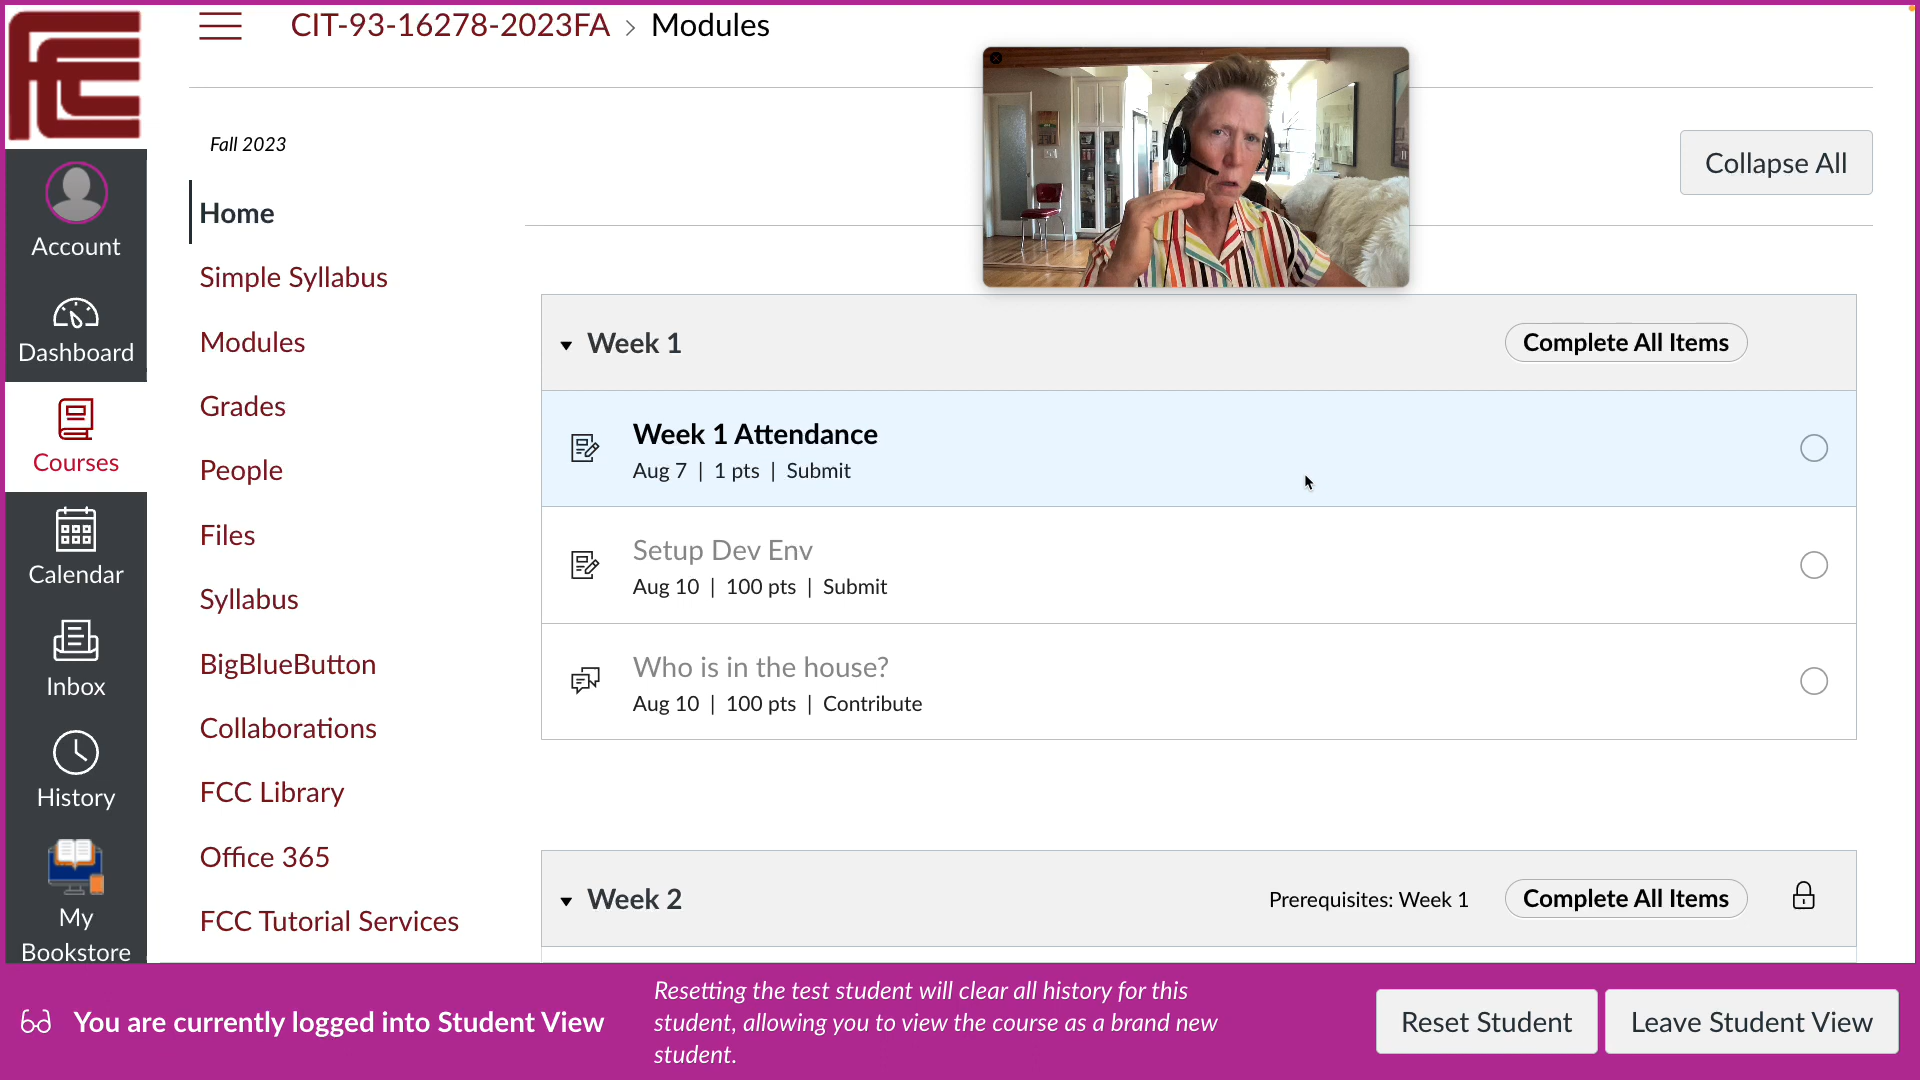 CIT-93-16278-2023FA > Modules
Fall 2023
Collapse All
FCC
Account
Dashboard
Courses
Calendar
Inbox
History
My
Bookstore
Home
Simple Syllabus
Modules
Grades
People
Files
Syllabus
BigBlueButton
Collaborations
FCC Library
Office 365
FCC Tutorial Services
Week 1
Complete All Items
Week 1 Attendance
Aug 7 | 1 pts | Submit
Setup Dev Env
Aug 10 | 100 pts | Submit
Who is in the house?
Aug 10 | 100 pts | Contribute
Week 2
Prerequisites: Week 1
Complete All Items
You are currently logged into Student View
Resetting the test student will clear all history for this
student, allowing you to view the course as a brand new
student.
Reset Student
Leave Student View